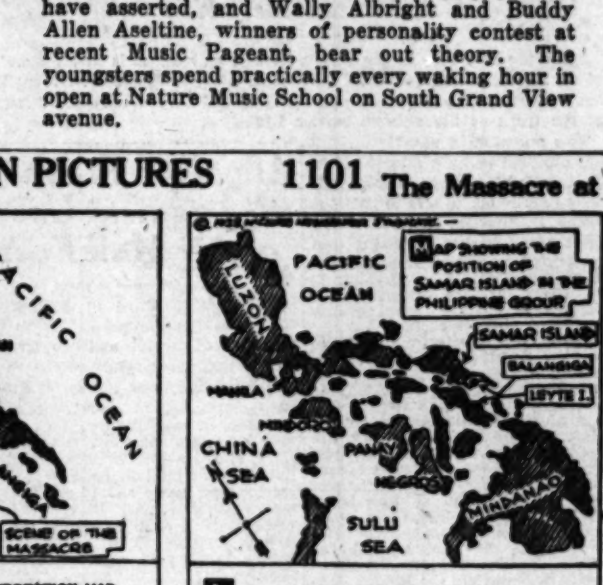 have asserted, and Wally Albright and Buddy
Allen Aseltine, winners of personality contest at
recent Music Pageant, bear out theory. The
youngsters spend practically every waking hour in
open at Nature Music School on South Grand View
avenue.
N PICTURES 1101 The Massacre at
PACIFIC
OCEAN
ANGIGA
SCENE OF THE
MASSACRE
MAP SHOWING THE
POSITION OF
SAMAR ISLAND IN THE
PHILIPPINE GROUP
LUZON
PACIFIC
OCEAN
SAMAR ISLAND
BALANGIGA
LEYTE I.
MANILA
MINDORO
CHINA
SEA
PANAY
NEGROS
MINDANAO
SULU
SEA